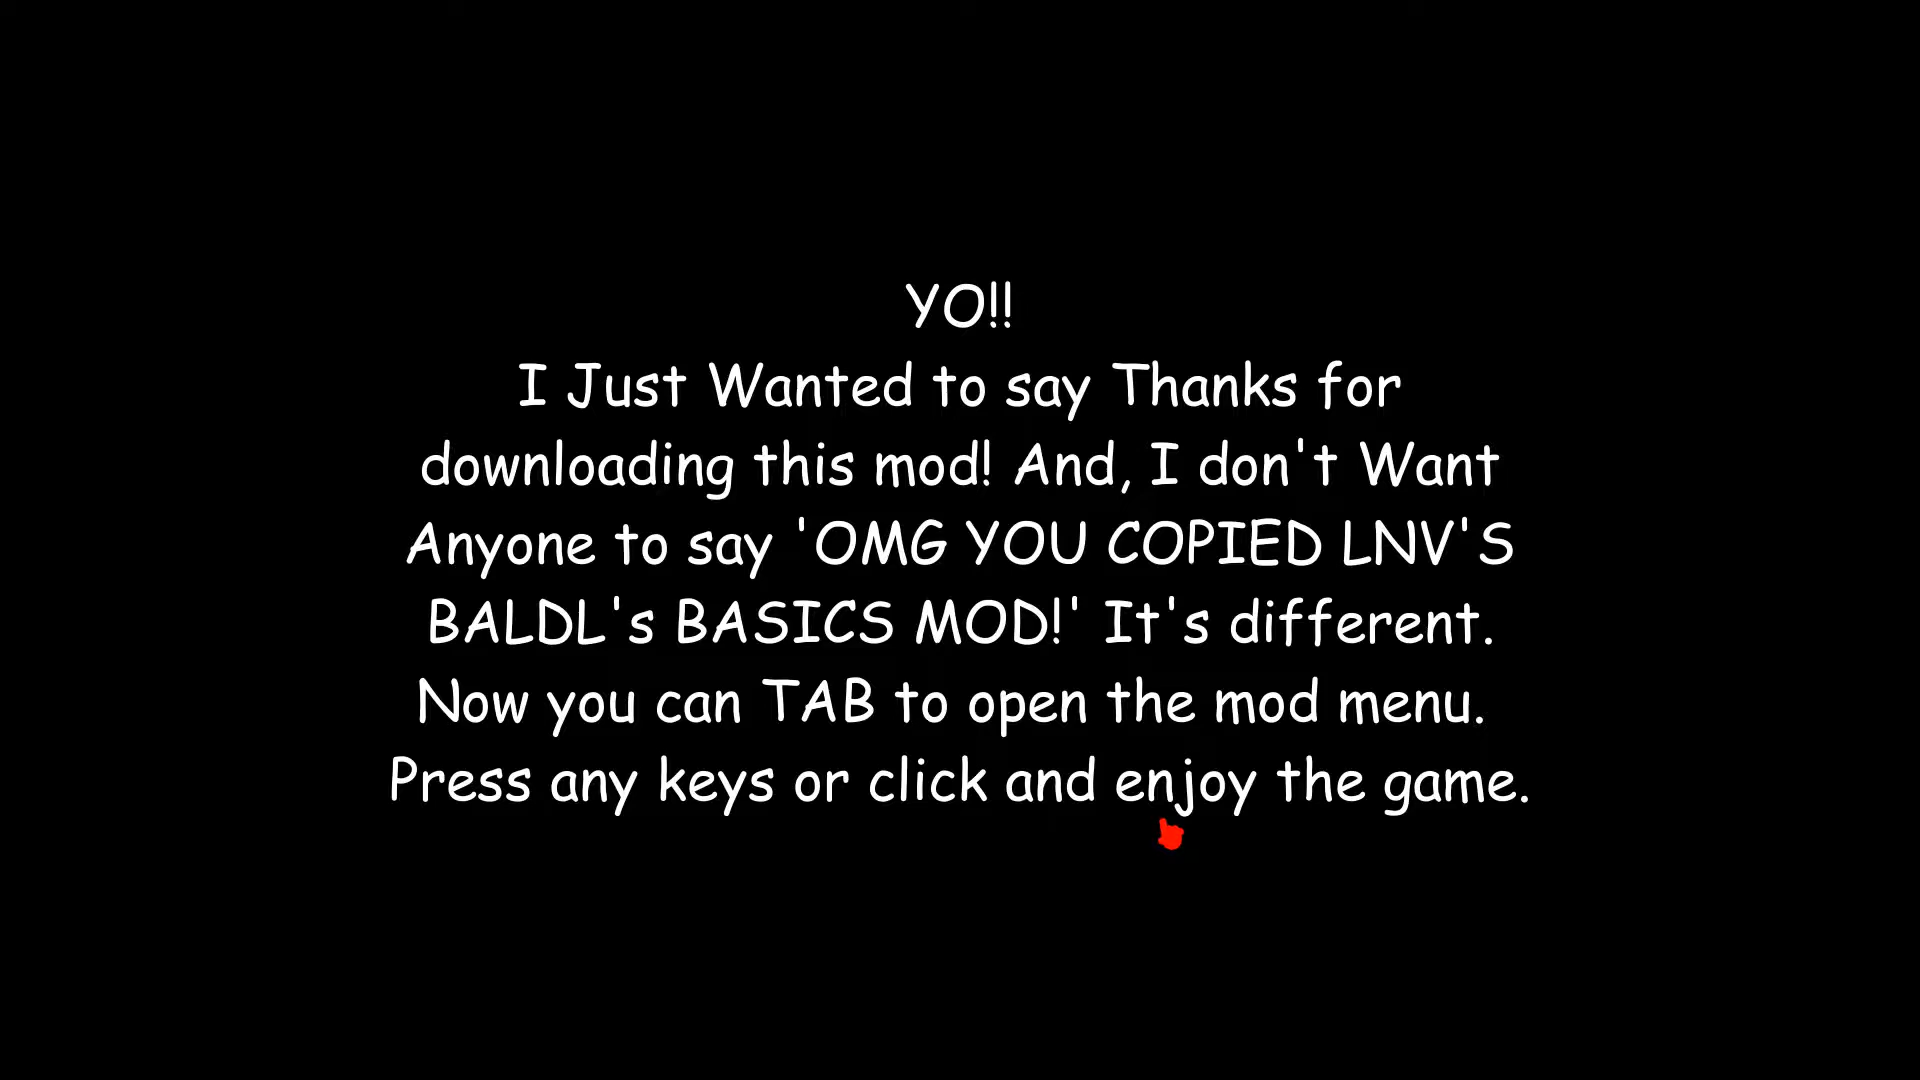 YO!!
I Just Wanted to say Thanks for
downloading this mod! And, I don't Want
Anyone to say 'OMG YOU COPIED LNV'S
BALDL's BASICS MOD!' It's different.
Now you can TAB to open the mod menu.
Press any keys or click and enjoy the game.